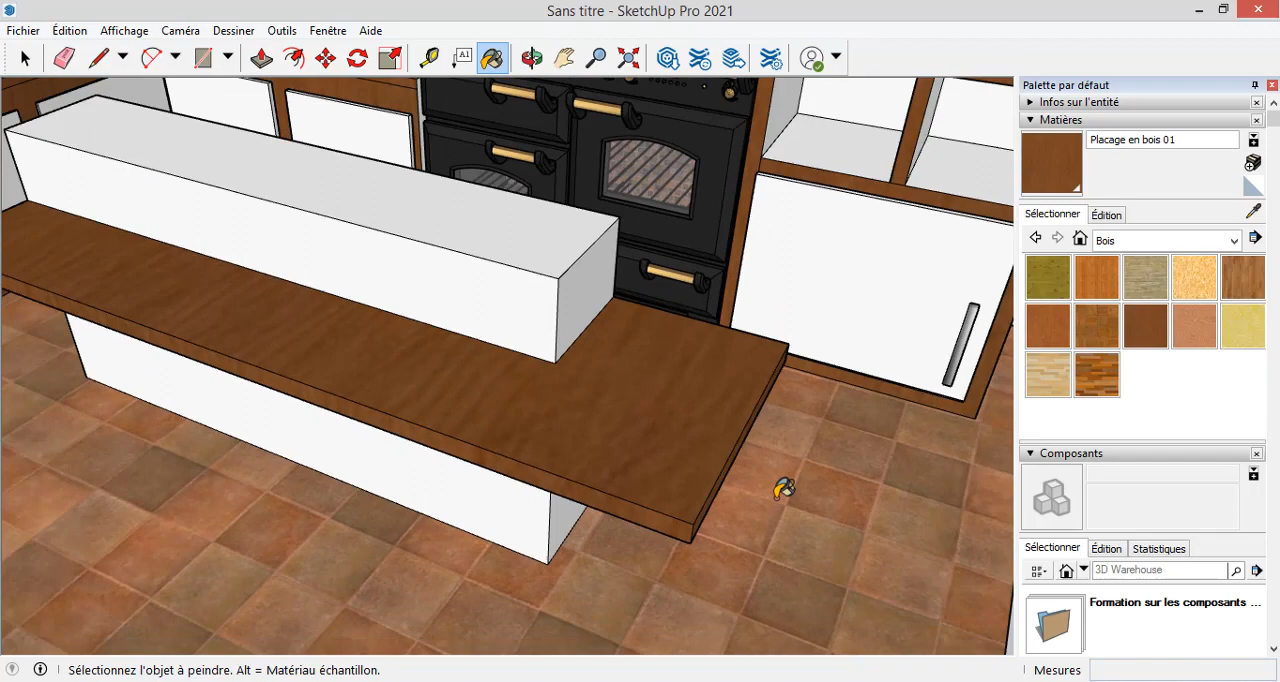 Sans titre - SketchUp Pro 2021
Fichier Édition Affichage Caméra Dessiner Outils Fenêtre Aide
A1
Palette par défaut
Infos sur l'entité
Matières
Placage en bois 01
Sélectionner Édition
Bois
Composants
Sélectionner Édition Statistiques
3D Warehouse
Formation sur les composants ...
Sélectionnez l'objet à peindre. Alt = Matériau échantillon.
Mesures